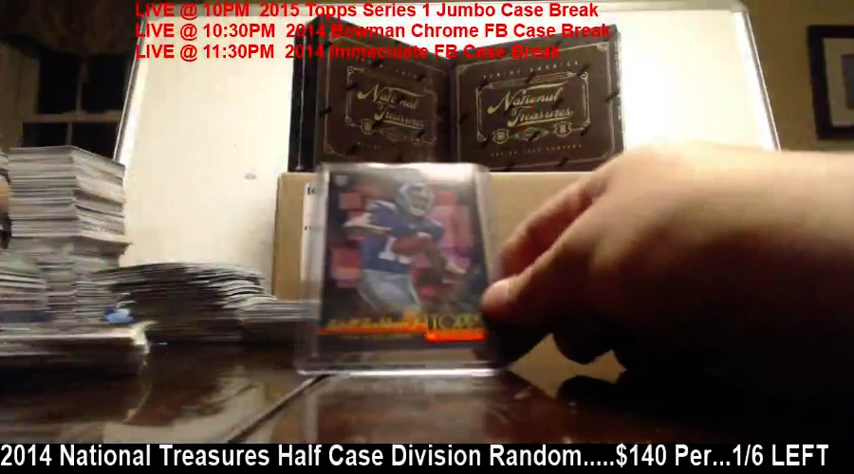 LIVE @ 10PM  2015 Topps Series 1 Jumbo Case Break
LIVE @ 10:30PM  2014 Bowman Chrome FB Case Break
LIVE @ 11:30PM  2014 Immaculate FB Case Break
National
Treasures
National
Treasures
TOPPS
2014 National Treasures Half Case Division Random.....$140 Per...1/6 LEFT